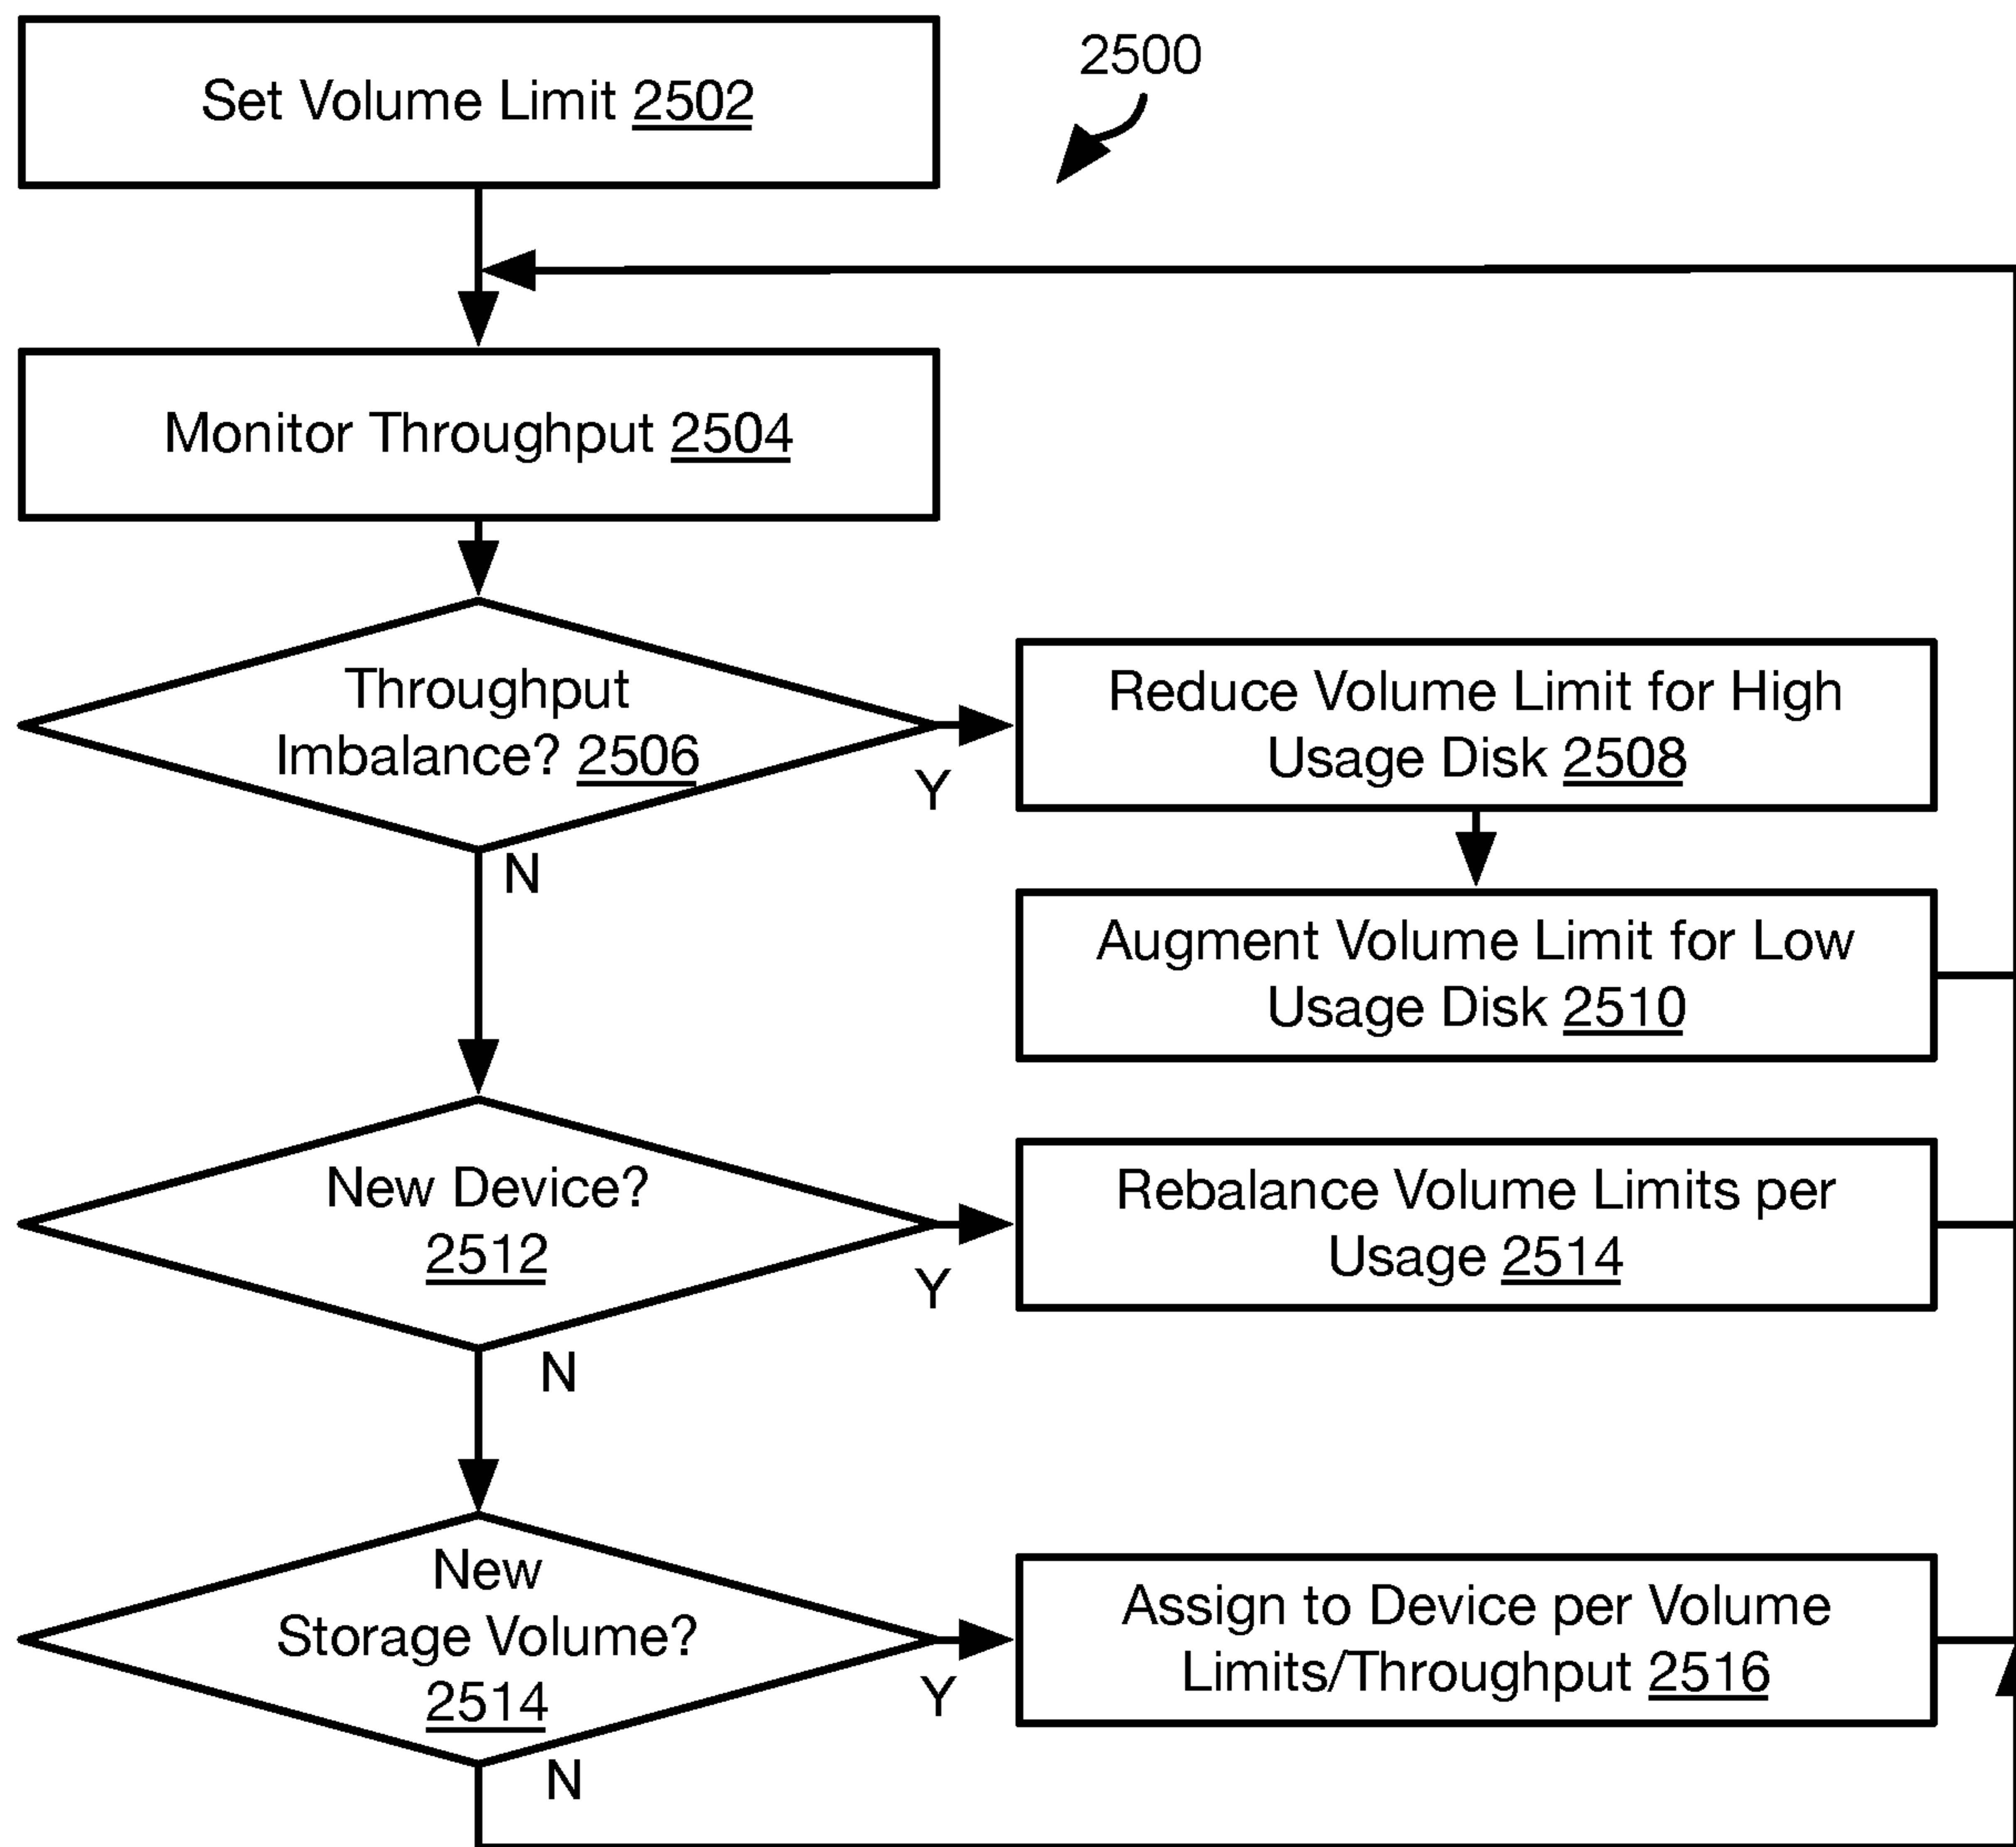 Set Volume Limit 2502
2500
Monitor Throughput 2504
Throughput
Imbalance? 2506
Y
N
Reduce Volume Limit for High
Usage Disk 2508
Augment Volume Limit for Low
Usage Disk 2510
New Device?
2512
Y
N
Rebalance Volume Limits per
Usage 2514
New
Storage Volume?
2514
Y
N
Assign to Device per Volume
Limits/Throughput 2516